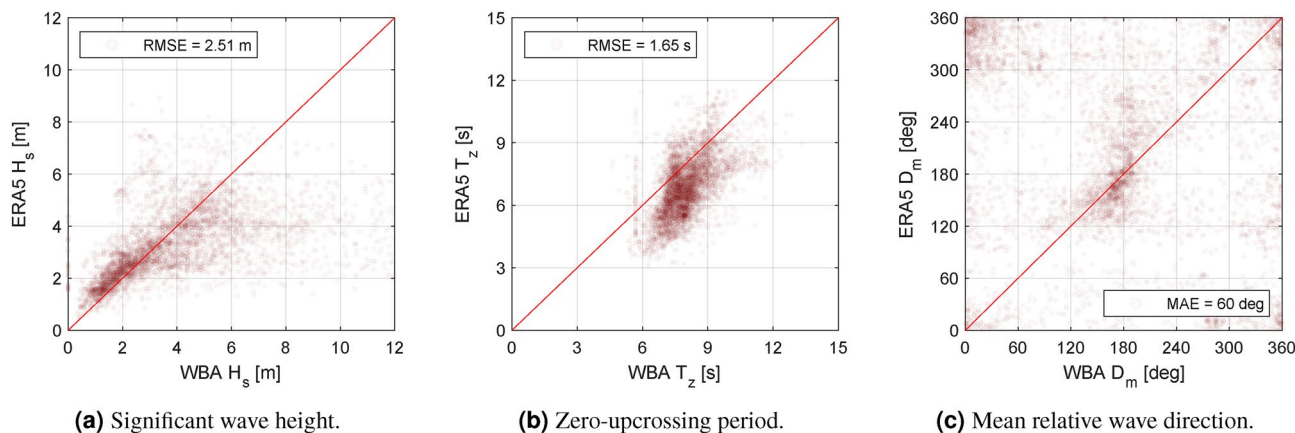 12
10
8
6
4
2
0
ERA5 H_s [m]
RMSE = 2.51 m
0 2 4 6 8 10 12
WBA H_s [m]
(a) Significant wave height.
15
12
9
6
3
0
ERA5 T_z [s]
RMSE = 1.65 s
0 3 6 9 12 15
WBA T_z [s]
(b) Zero-upcrossing period.
360
300
240
180
120
60
0
ERA5 D_m [deg]
MAE = 60 deg
0 60 120 180 240 300 360
WBA D_m [deg]
(c) Mean relative wave direction.